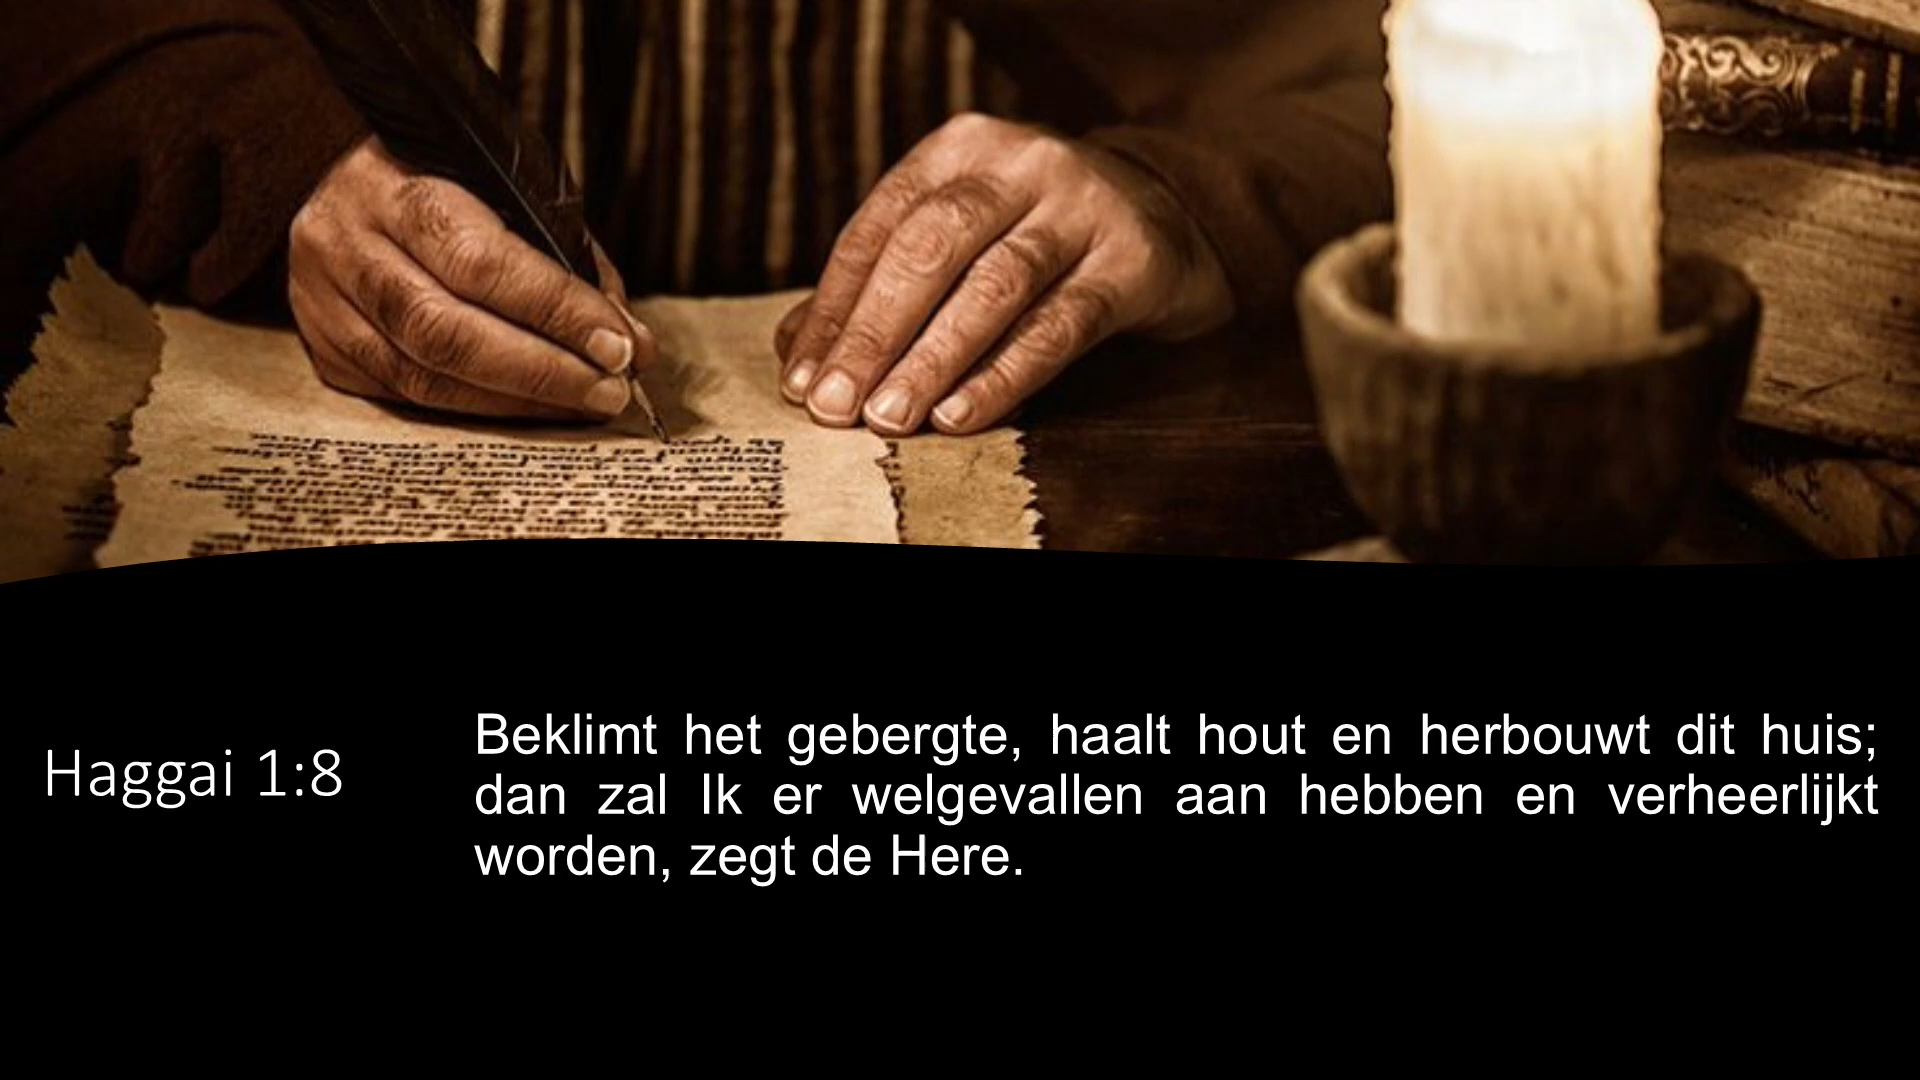 Haggai 1:8
Beklimt het gebergte, haalt hout en herbouwt dit huis;
dan zal Ik er welgevallen aan hebben en verheerlijkt
worden, zegt de Here.